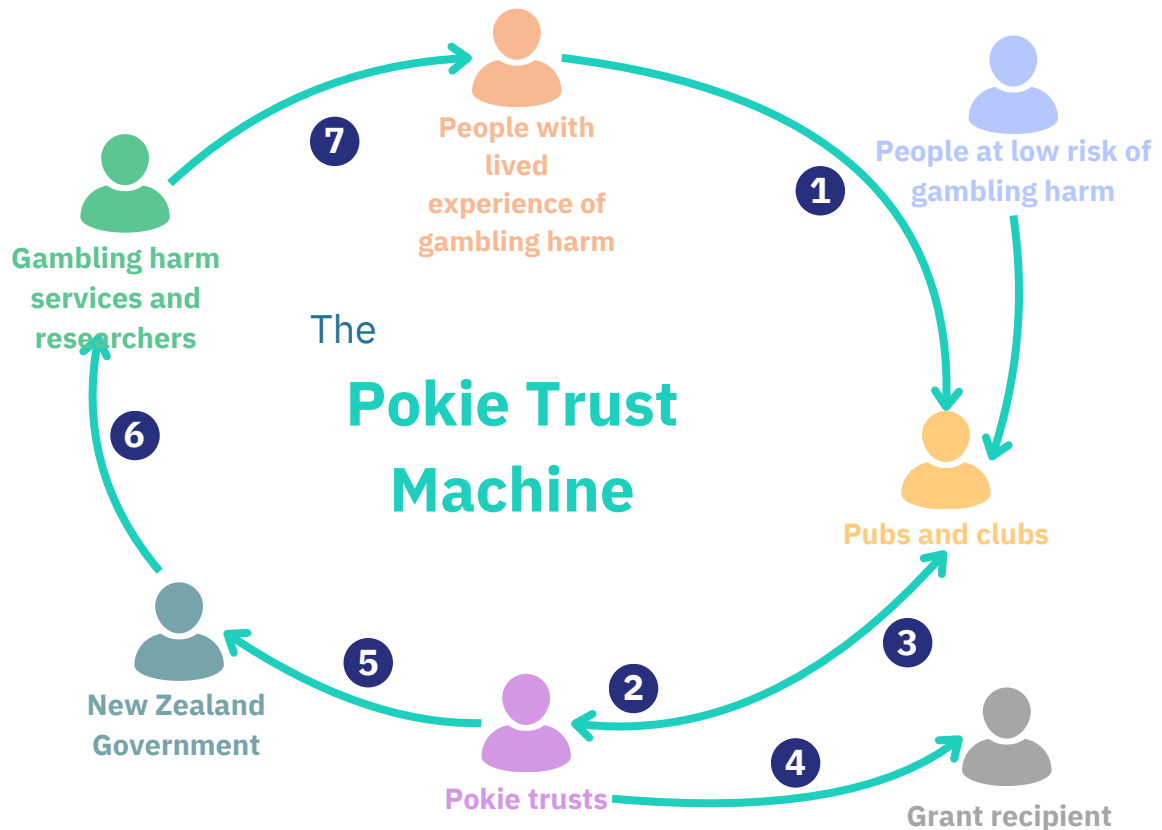 People with
lived
experience of
gambling harm
7
1
People at low risk of
gambling harm
Gambling harm
services and
researchers
The
Pokie Trust
Machine
6
Pubs and clubs
3
5
2
New Zealand
Government
4
Pokie trusts
Grant recipient